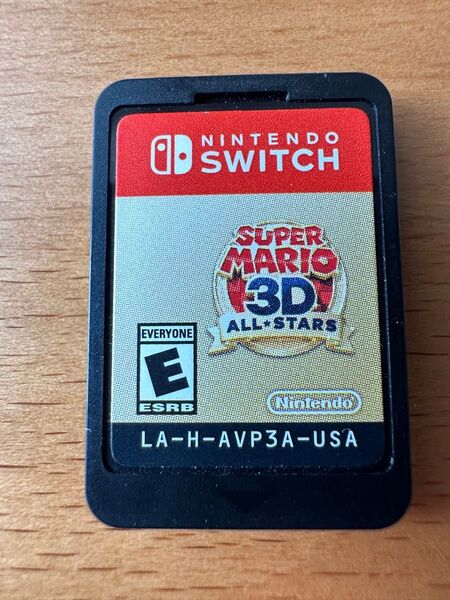 NINTENDO
SWITCH
SUPER
MARIO
3D
ALL★STARS
EVERYONE
E
ESRB
Nintendo
LA-H-AVP3A-USA